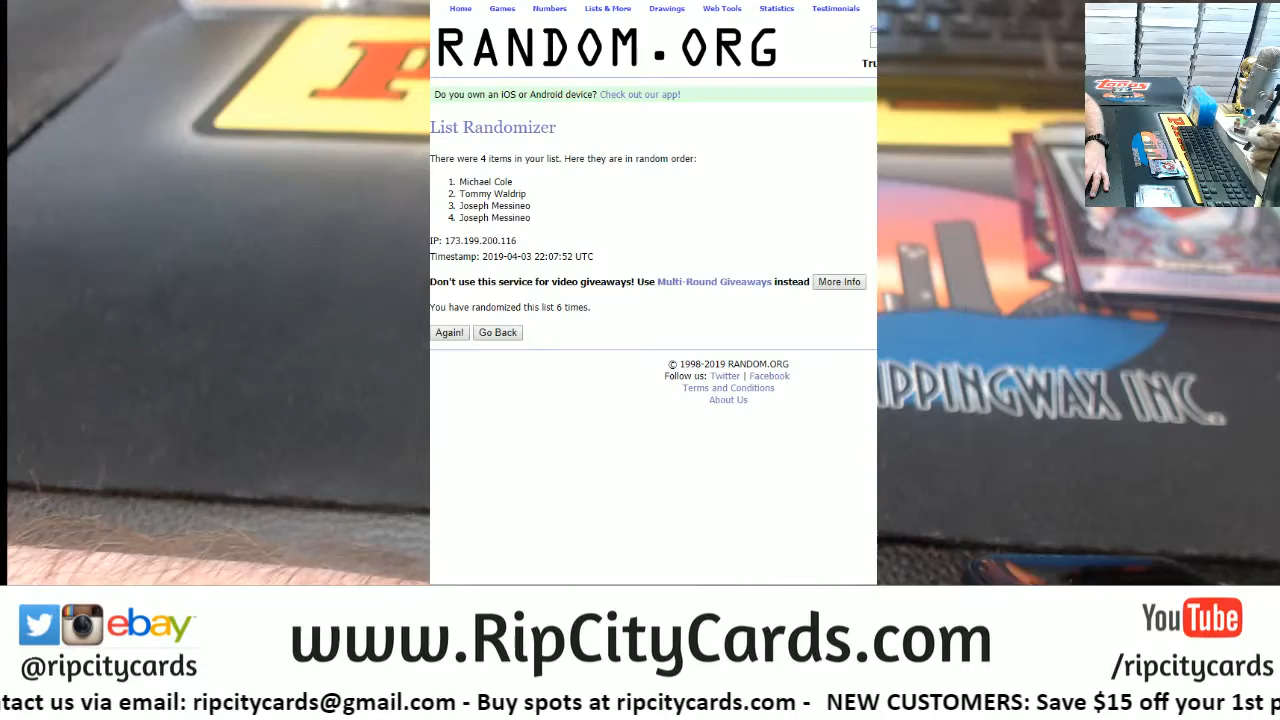 Home Games Numbers Lists & More Drawings Web Tools Statistics Testimonials
RANDOM.ORG
Do you own an iOS or Android device? Check out our app!
List Randomizer
There were 4 items in your list. Here they are in random order:
1. Michael Cole
2. Tommy Waldrip
3. Joseph Messineo
4. Joseph Messineo
IP: 173.199.200.116
Timestamp: 2019-04-03 22:07:52 UTC
Don't use this service for video giveaways! Use Multi-Round Giveaways instead More Info
You have randomized this list 6 times.
Again! Go Back
© 1998-2019 RANDOM.ORG
Follow us: Twitter | Facebook
Terms and Conditions
About Us
topps
IPPINGWAX INC.
ebay
@ripcitycards
www.RipCityCards.com
YouTube
/ripcitycards
ntact us via email: ripcitycards@gmail.com - Buy spots at ripcitycards.com - NEW CUSTOMERS: Save $15 off your 1st p